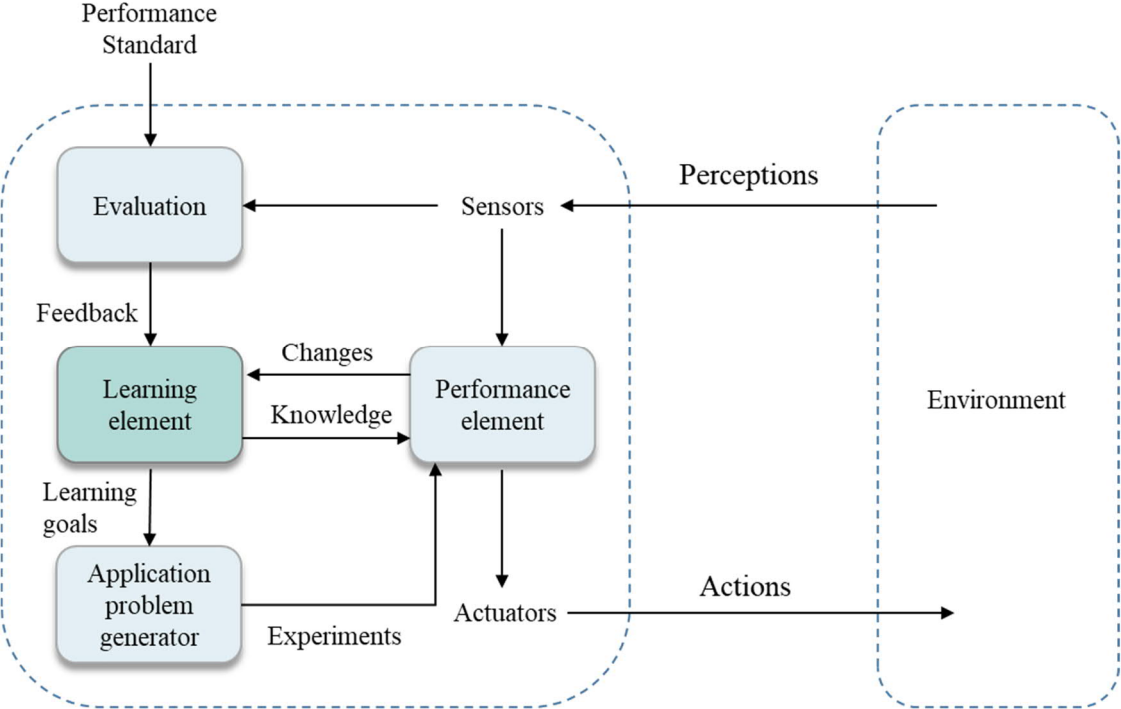 Performance
Standard
Evaluation
Sensors
Perceptions
Feedback
Learning
element
Changes
Knowledge
Performance
element
Environment
Learning
goals
Application
problem
generator
Experiments
Actuators
Actions